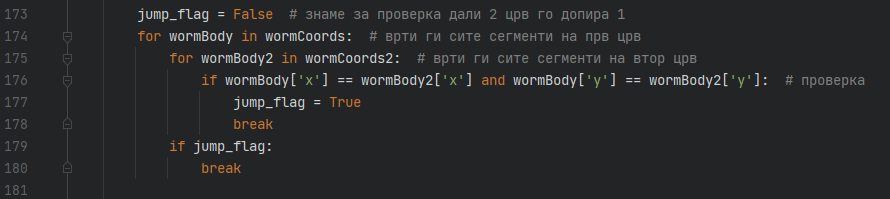 173 jump_flag = False  # знаме за проверка дали 2 црв го допира 1
174 for wormBody in wormCoords:  # врти ги сите сегменти на прв црв
175 for wormBody2 in wormCoords2:  # врти ги сите сегменти на втор црв
176 if wormBody['x'] == wormBody2['x'] and wormBody['y'] == wormBody2['y']:  # проверка
177 jump_flag = True
178 break
179 if jump_flag:
180 break
181